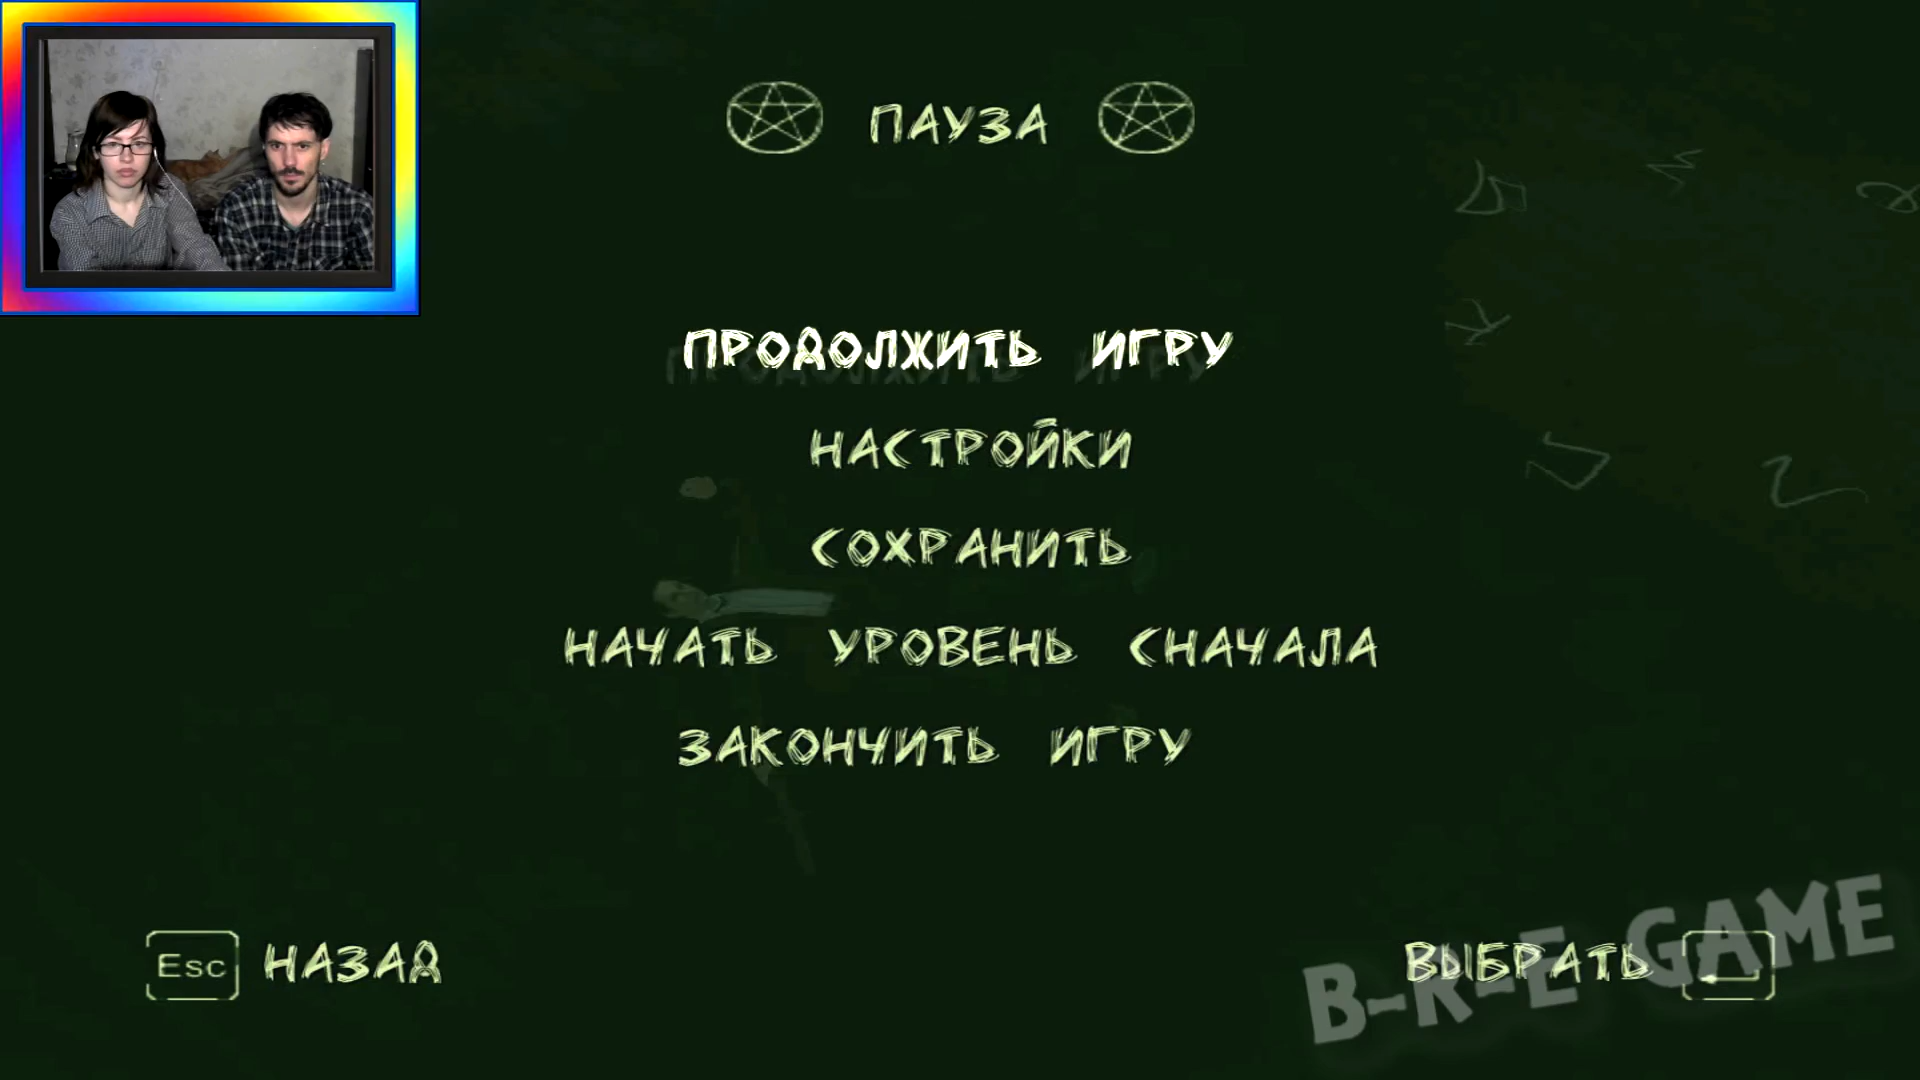 ПАУЗА
ПРОДОЛЖИТЬ ИГРУ
НАСТРОЙКИ
СОХРАНИТЬ
НАЧАТЬ УРОВЕНЬ СНАЧАЛА
ЗАКОНЧИТЬ ИГРУ
Esc НАЗАД
ВЫБРАТЬ
B-R-E GAME